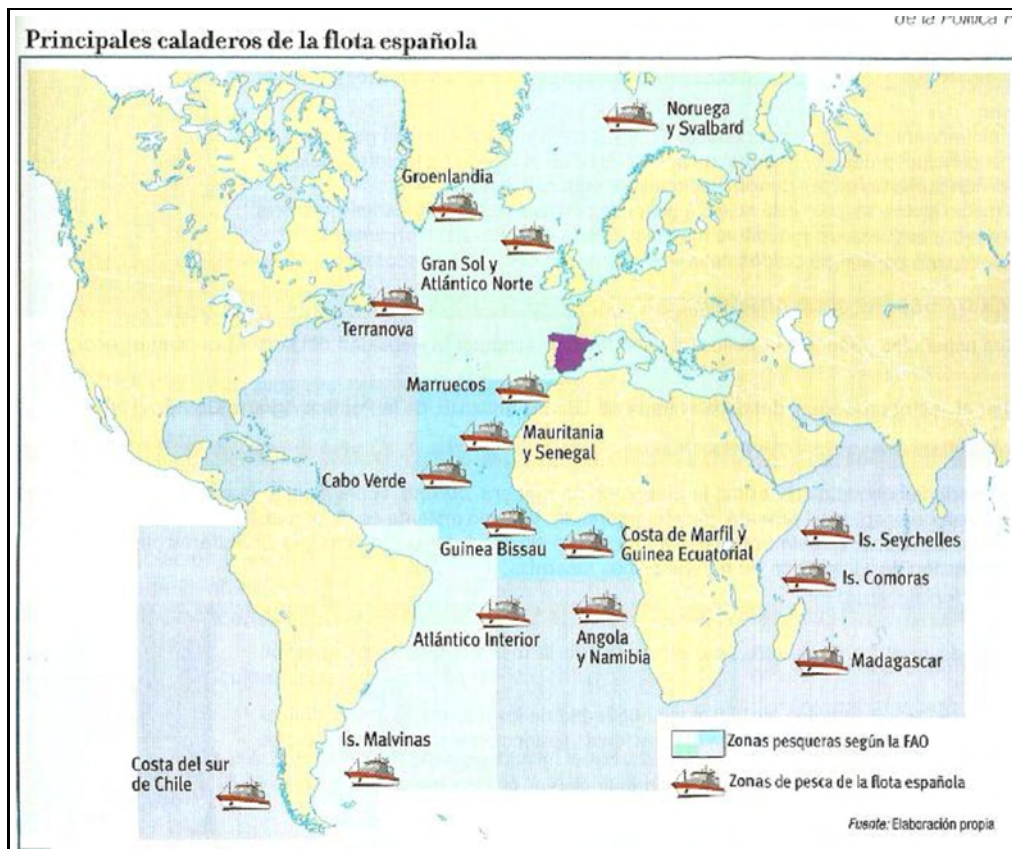 de la Política P
Principales caladeros de la flota española
Noruega
y Svalbard
Groenlandia
Gran Sol y
Atlántico Norte
Terranova
Marruecos
Mauritania
y Senegal
Cabo Verde
Guinea Bissau
Costa de Marfil y
Guinea Ecuatorial
Is. Seychelles
Is. Comoras
Atlántico Interior
Angola
y Namibia
Madagascar
Is. Malvinas
Costa del sur
de Chile
Zonas pesqueras según la FAO
Zonas de pesca de la flota española
Fuente: Elaboración propia